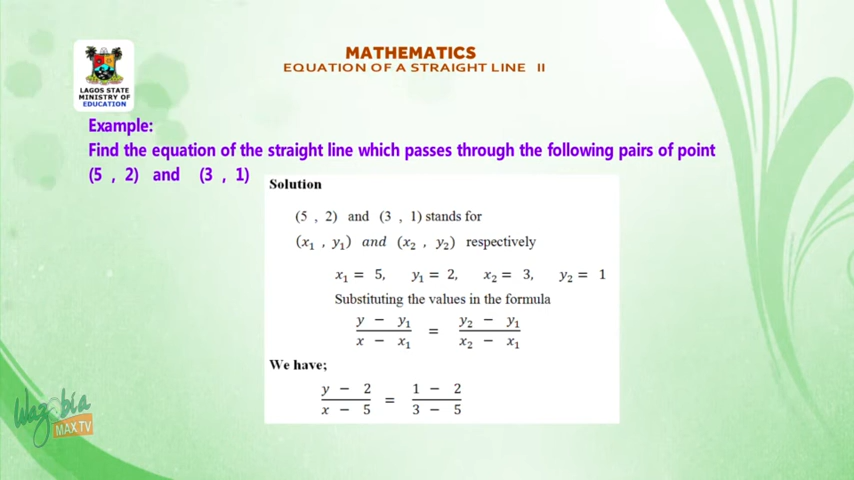 MATHEMATICS
EQUATION OF A STRAIGHT LINE II
LAGOS STATE
MINISTRY OF
EDUCATION
Example:
Find the equation of the straight line which passes through the following pairs of point
(5 , 2) and (3 , 1)
Solution
(5 , 2) and (3 , 1) stands for
(x₁ , y₁) and (x₂ , y₂) respectively
x₁ = 5, y₁ = 2, x₂ = 3, y₂ = 1
Substituting the values in the formula
y − y₁ / x − x₁ = y₂ − y₁ / x₂ − x₁
We have;
y − 2 / x − 5 = 1 − 2 / 3 − 5
Wazobia
MAX TV